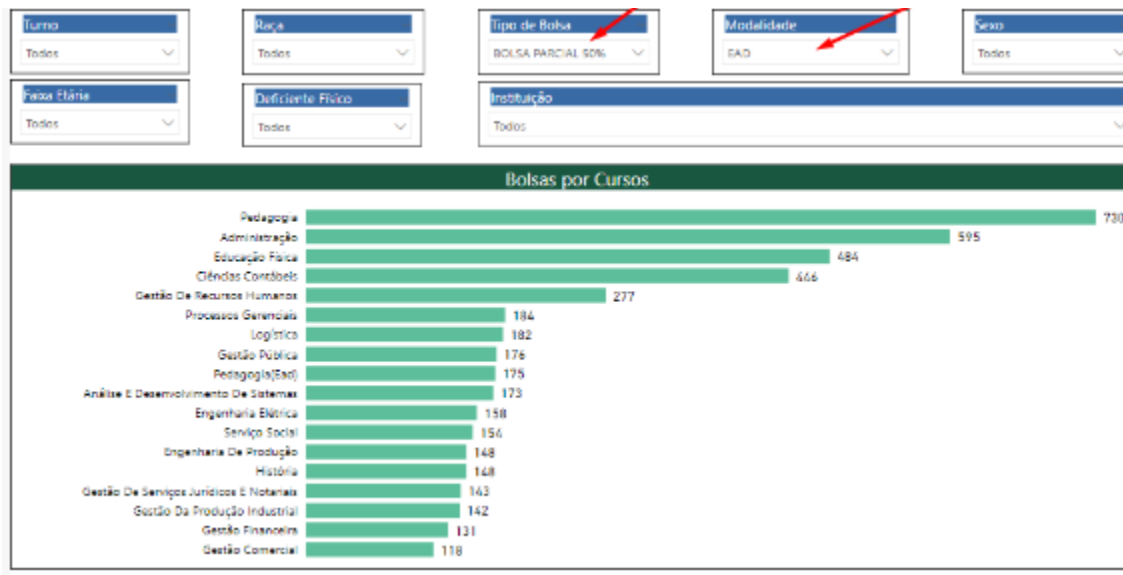 Turno Raça Tipo de Bolsa Modalidade Sexo
Todos Todos BOLSA PARCIAL 50% EAD Todos
Faixa Etária Deficiente Físico Instituição
Todos Todos Todos
Bolsas por Cursos
Pedagogia 730
Administração 595
Educação Física 484
Ciências Contábeis 446
Gestão De Recursos Humanos 277
Processos Gerenciais 184
Logística 182
Gestão Pública 176
Pedagogia(Ead) 175
Análise E Desenvolvimento De Sistemas 173
Engenharia Elétrica 158
Serviço Social 154
Engenharia De Produção 148
História 148
Gestão De Serviços Jurídicos E Notariais 143
Gestão Da Produção Industrial 142
Gestão Financeira 131
Gestão Comercial 118